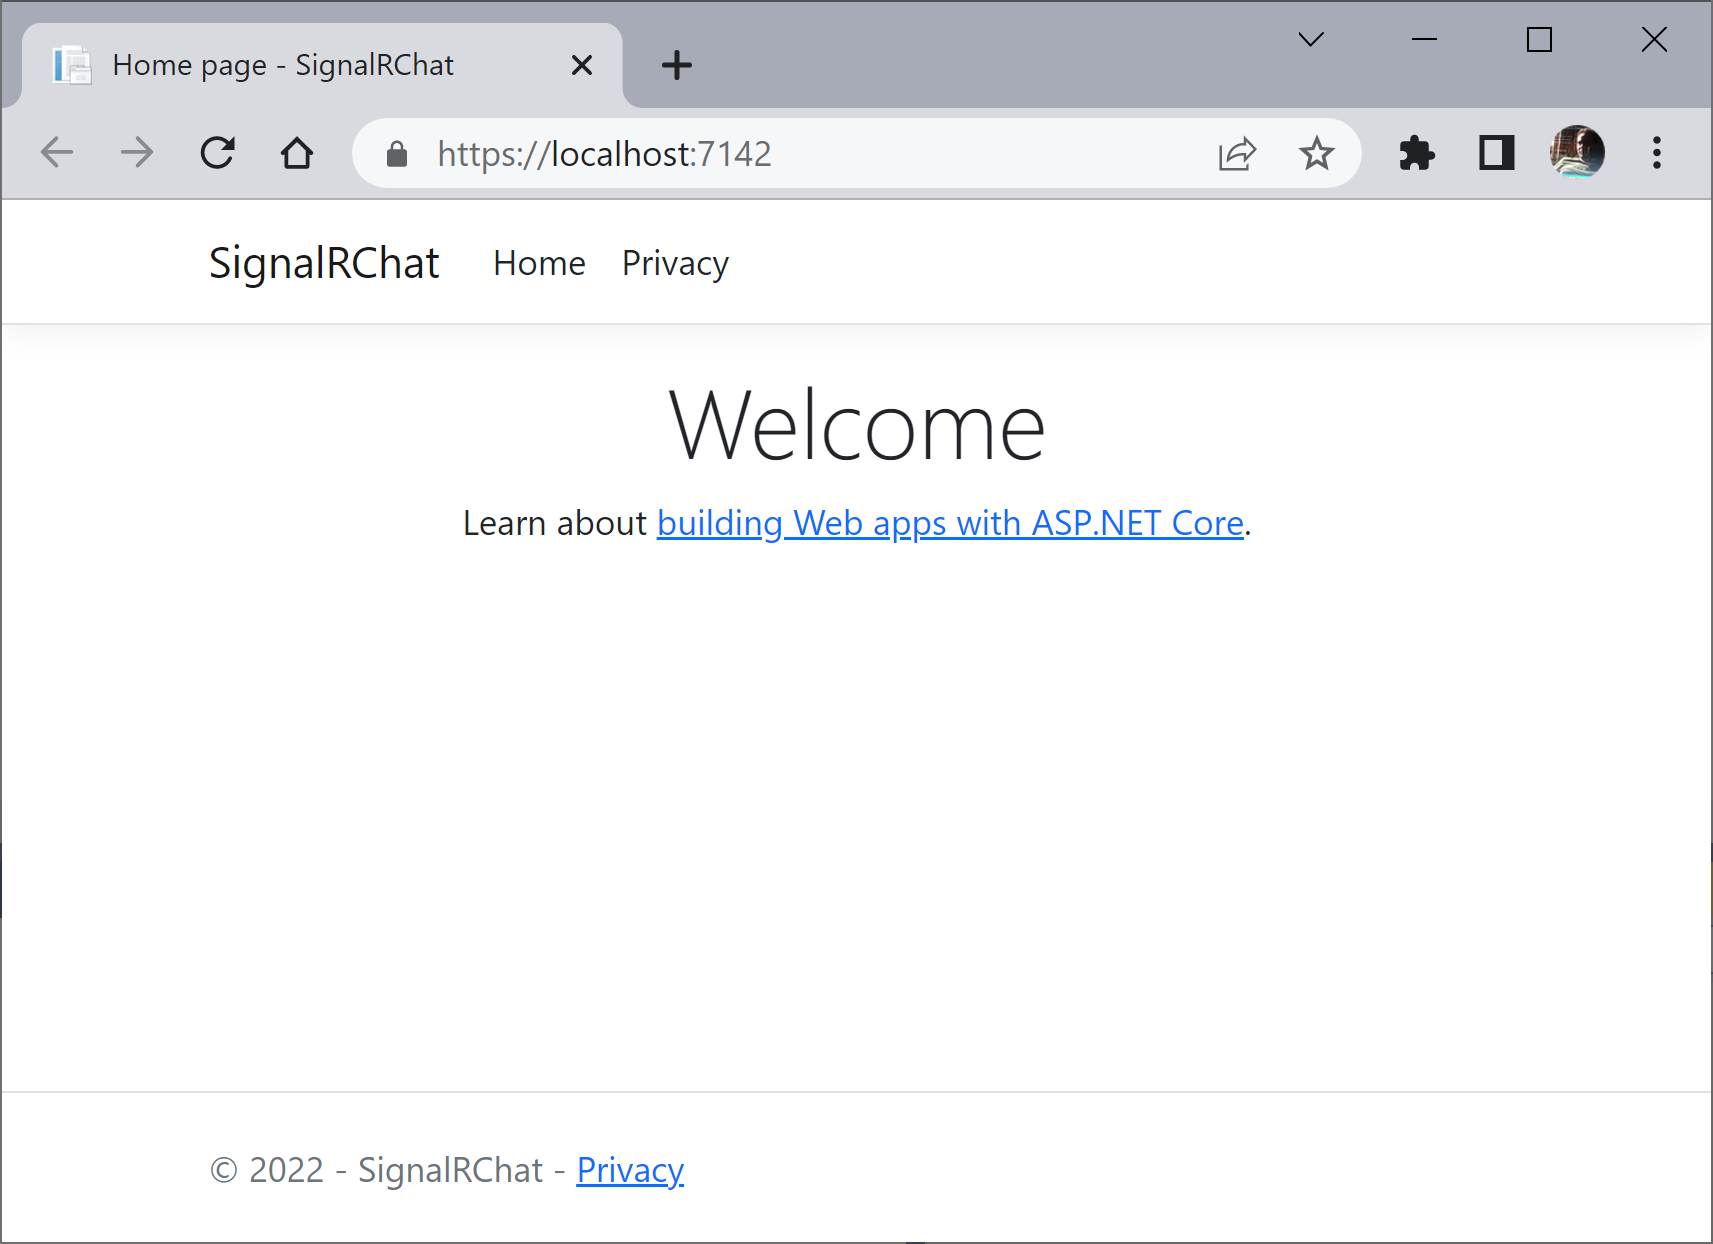 Home page - SignalRChat
https://localhost:7142
SignalRChat Home Privacy
Welcome
Learn about building Web apps with ASP.NET Core.
© 2022 - SignalRChat - Privacy